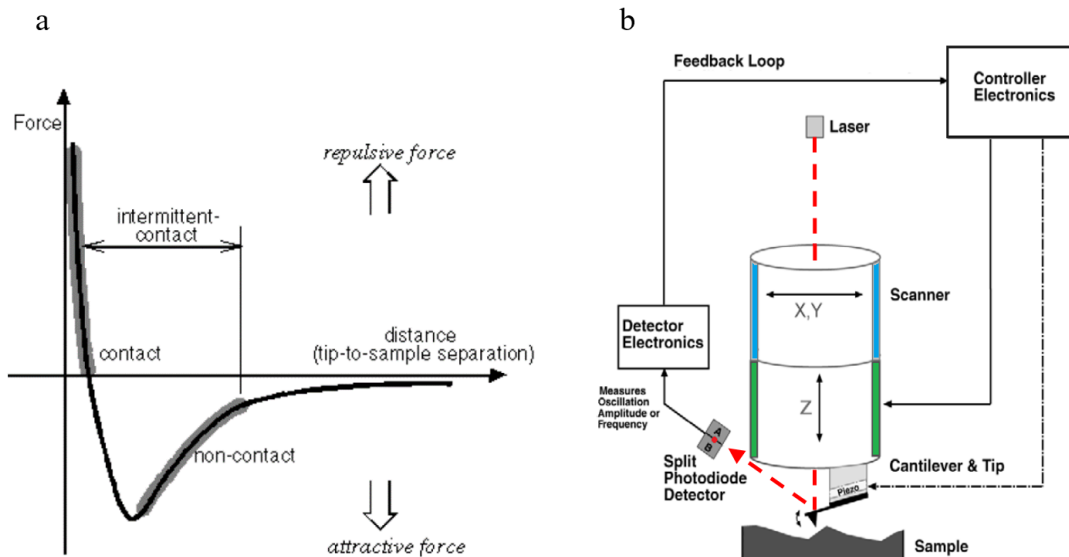 a
Force
repulsive force
intermittent-
contact
distance
(tip-to-sample separation)
contact
non-contact
attractive force
b
Feedback Loop
Controller
Electronics
Laser
Scanner
X,Y
Detector
Electronics
Z
Measures
Oscillation
Amplitude or
Frequency
A
B
Split
Photodiode
Detector
Cantilever & Tip
Piezo
Sample